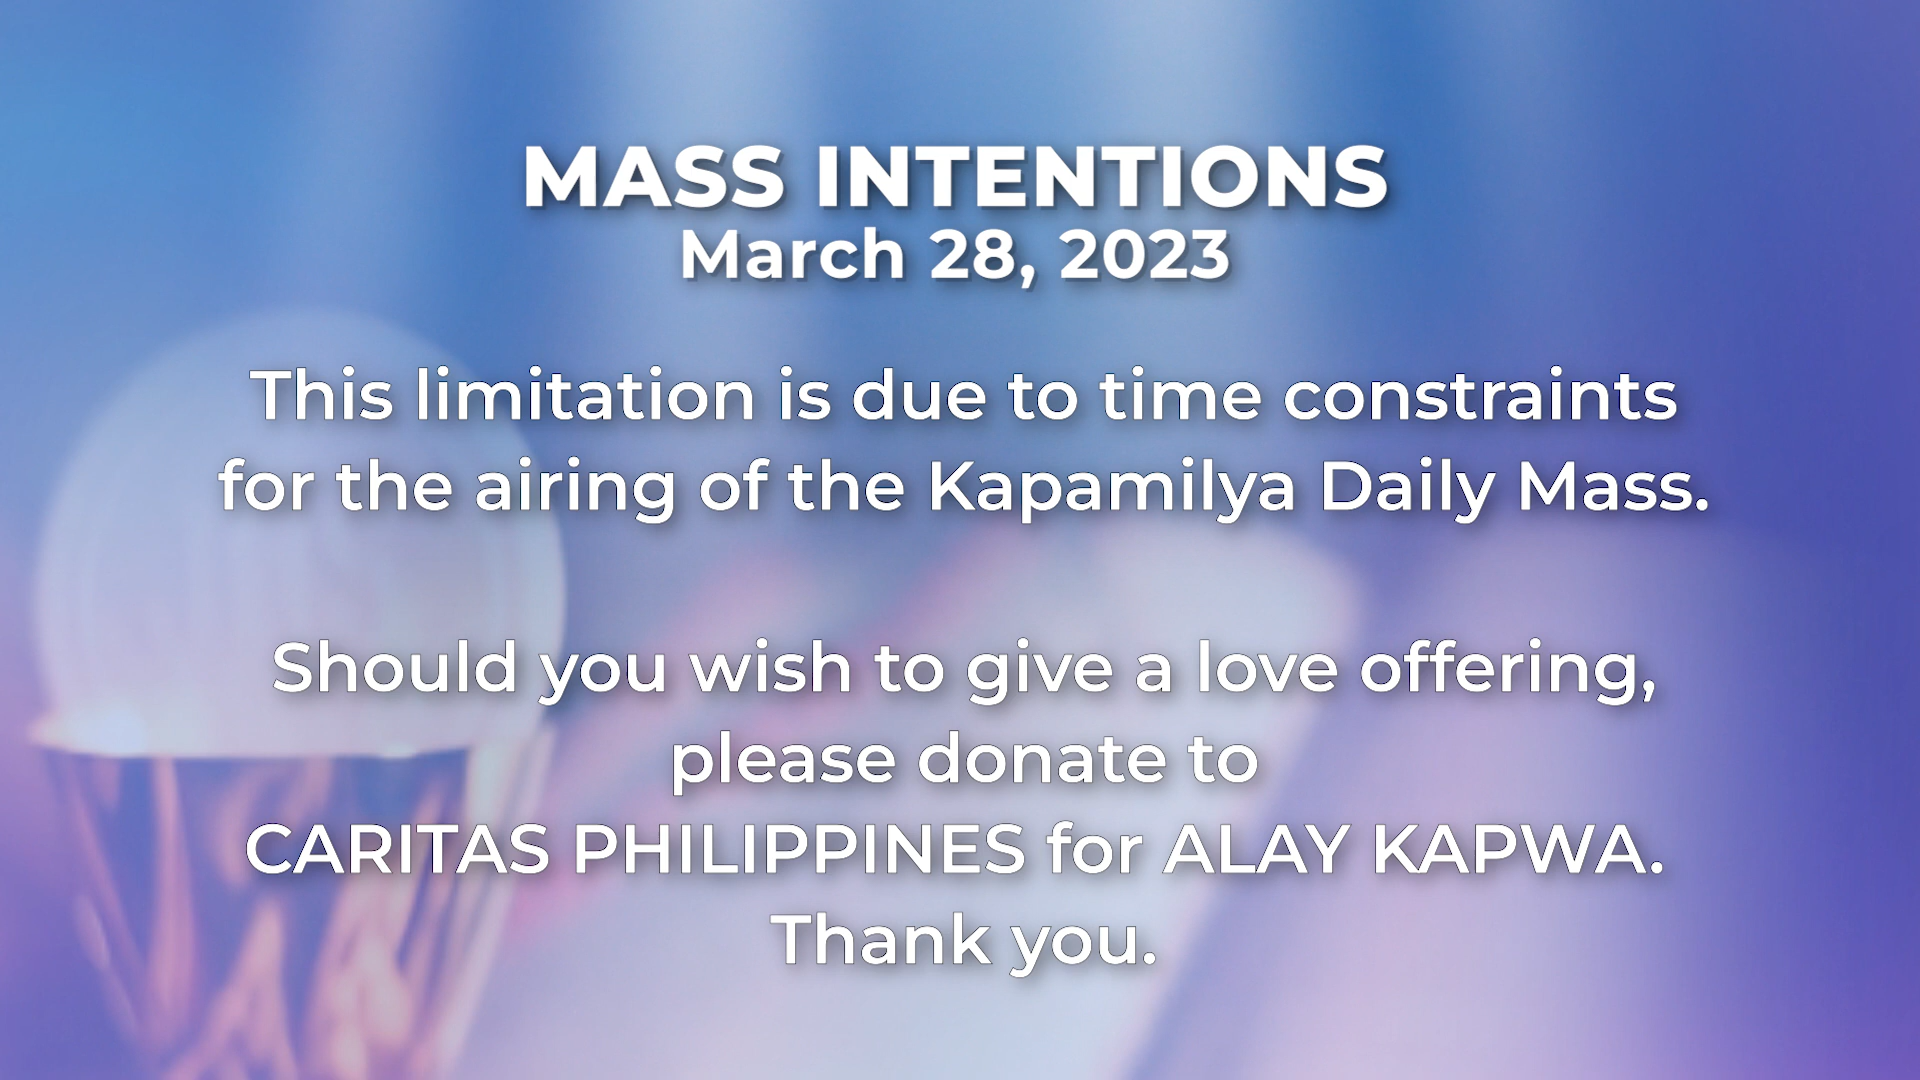 MASS INTENTIONS
March 28, 2023
This limitation is due to time constraints
for the airing of the Kapamilya Daily Mass.
Should you wish to give a love offering,
please donate to
CARITAS PHILIPPINES for ALAY KAPWA.
Thank you.